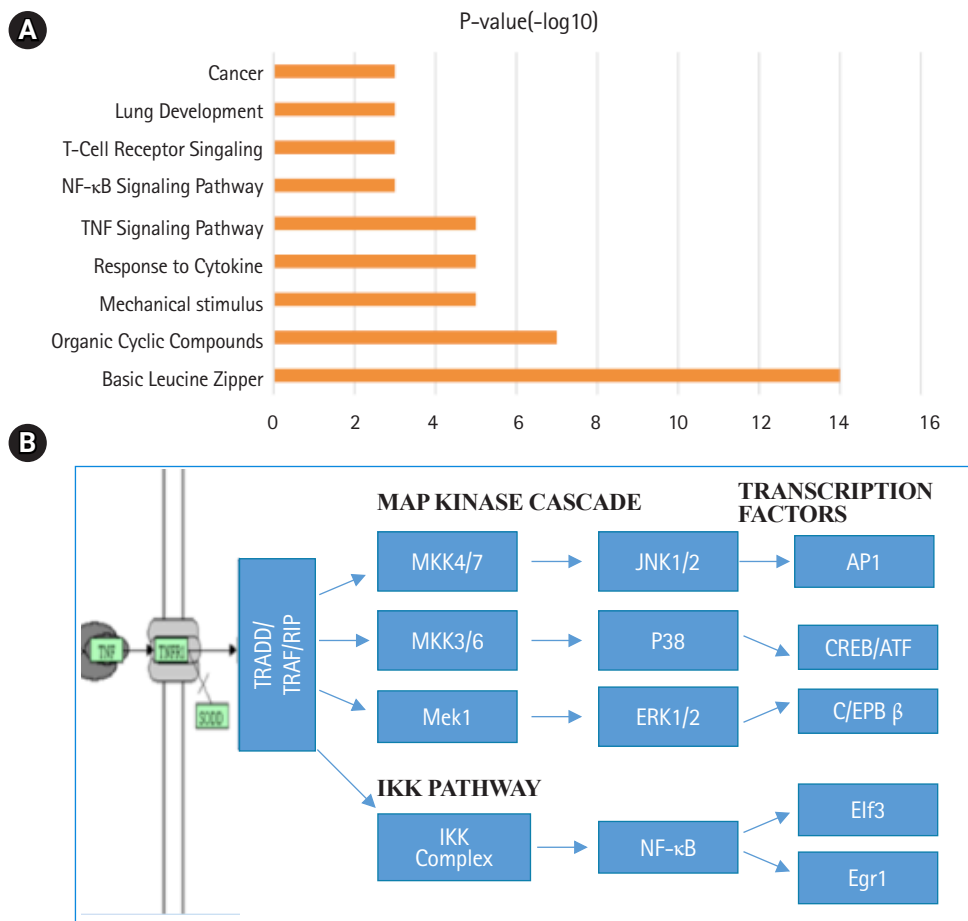 A
P-value(-log10)
Cancer
Lung Development
T-Cell Receptor Singaling
NF-κB Signaling Pathway
TNF Signaling Pathway
Response to Cytokine
Mechanical stimulus
Organic Cyclic Compounds
Basic Leucine Zipper
0 2 4 6 8 10 12 14 16
B
MAP KINASE CASCADE
TRANSCRIPTION
FACTORS
MKK4/7
JNK1/2
AP1
TNF
TNFR1
SODD
TRADD/
TRAF/RIP
MKK3/6
P38
CREB/ATF
Mek1
ERK1/2
C/EPB β
IKK PATHWAY
IKK
Complex
NF-κB
Elf3
Egr1